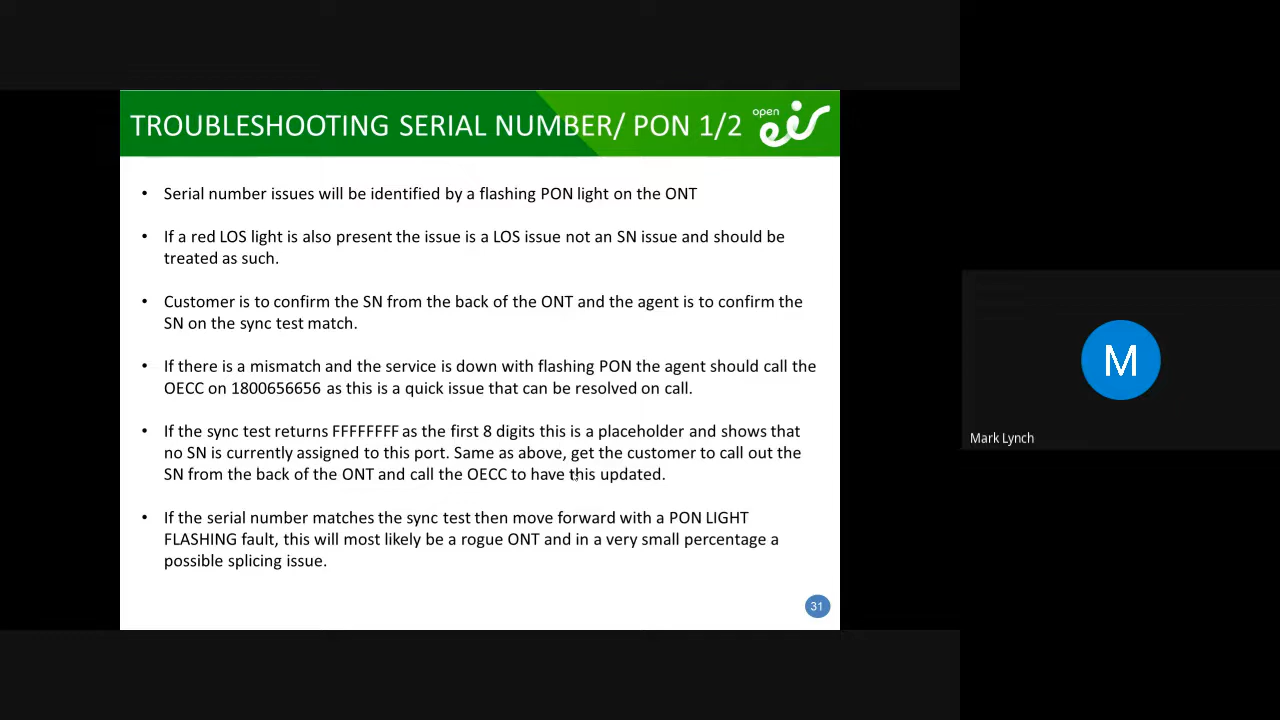 TROUBLESHOOTING SERIAL NUMBER/ PON 1/2
open
eir
• Serial number issues will be identified by a flashing PON light on the ONT
• If a red LOS light is also present the issue is a LOS issue not an SN issue and should be
treated as such.
• Customer is to confirm the SN from the back of the ONT and the agent is to confirm the
SN on the sync test match.
• If there is a mismatch and the service is down with flashing PON the agent should call the
OECC on 1800656656 as this is a quick issue that can be resolved on call.
• If the sync test returns FFFFFFFF as the first 8 digits this is a placeholder and shows that
no SN is currently assigned to this port. Same as above, get the customer to call out the
SN from the back of the ONT and call the OECC to have this updated.
• If the serial number matches the sync test then move forward with a PON LIGHT
FLASHING fault, this will most likely be a rogue ONT and in a very small percentage a
possible splicing issue.
31
M
Mark Lynch